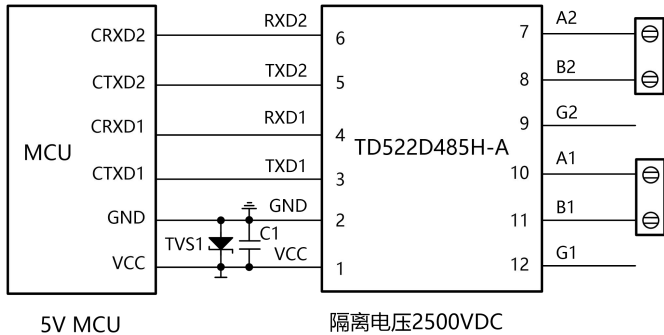 CRXD2
RXD2
6
7
A2
CTXD2
TXD2
5
8
B2
CRXD1
RXD1
4
9
G2
MCU
TD522D485H-A
CTXD1
TXD1
3
10
A1
GND
GND
2
11
B1
TVS1
C1
VCC
VCC
1
12
G1
5V MCU
隔离电压2500VDC